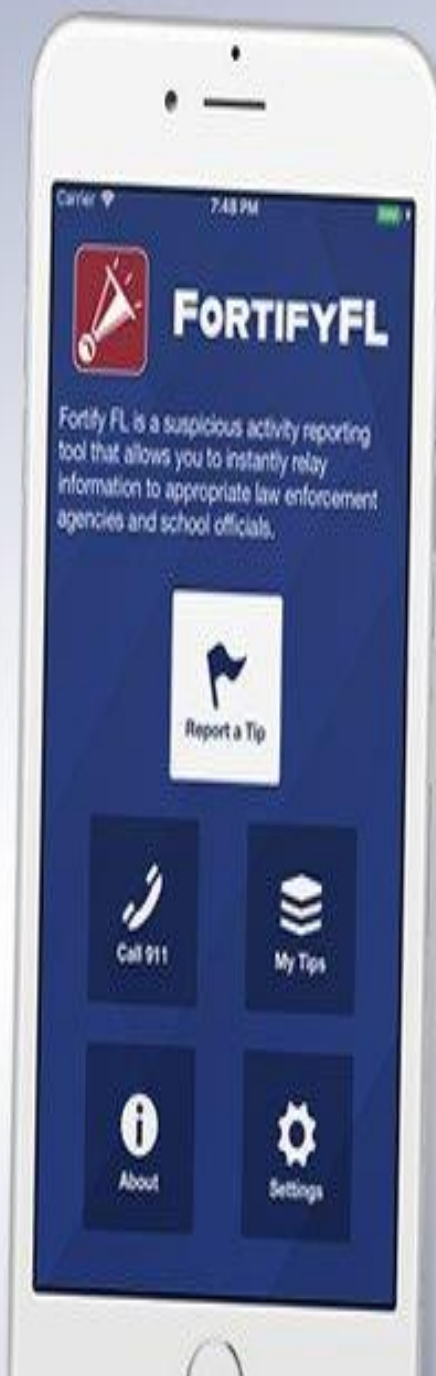 Carrier 7:48 PM
FORTIFYFL
Fortify FL is a suspicious activity reporting
tool that allows you to instantly relay
information to appropriate law enforcement
agencies and school officials.
Report a Tip
Call 911 My Tips
About Settings